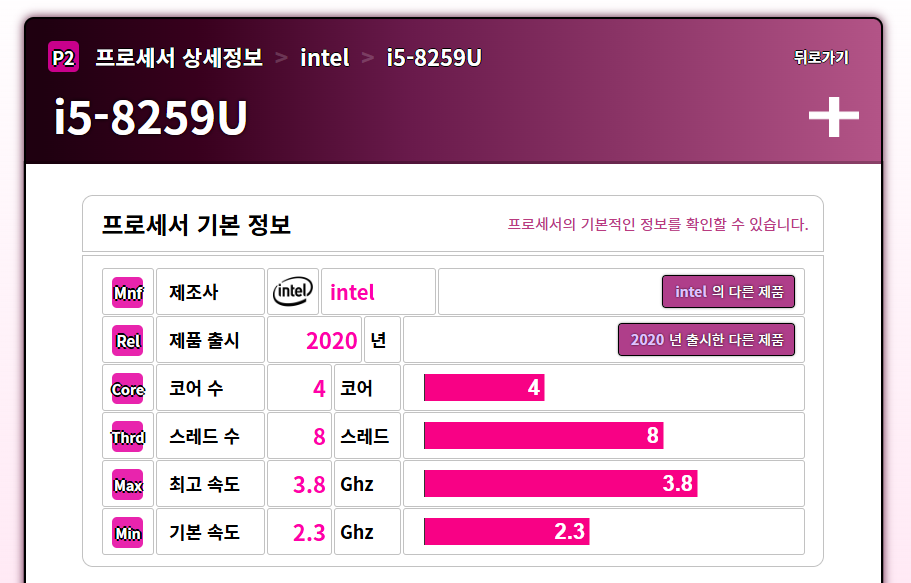 P2 프로세서 상세정보 > intel > i5-8259U 뒤로가기
i5-8259U
프로세서 기본 정보 프로세서의 기본적인 정보를 확인할 수 있습니다.
Mnf 제조사 intel intel intel 의 다른 제품
Rel 제품 출시 2020 년 2020 년 출시한 다른 제품
Core 코어 수 4 코어 4
Thrd 스레드 수 8 스레드 8
Max 최고 속도 3.8 Ghz 3.8
Min 기본 속도 2.3 Ghz 2.3